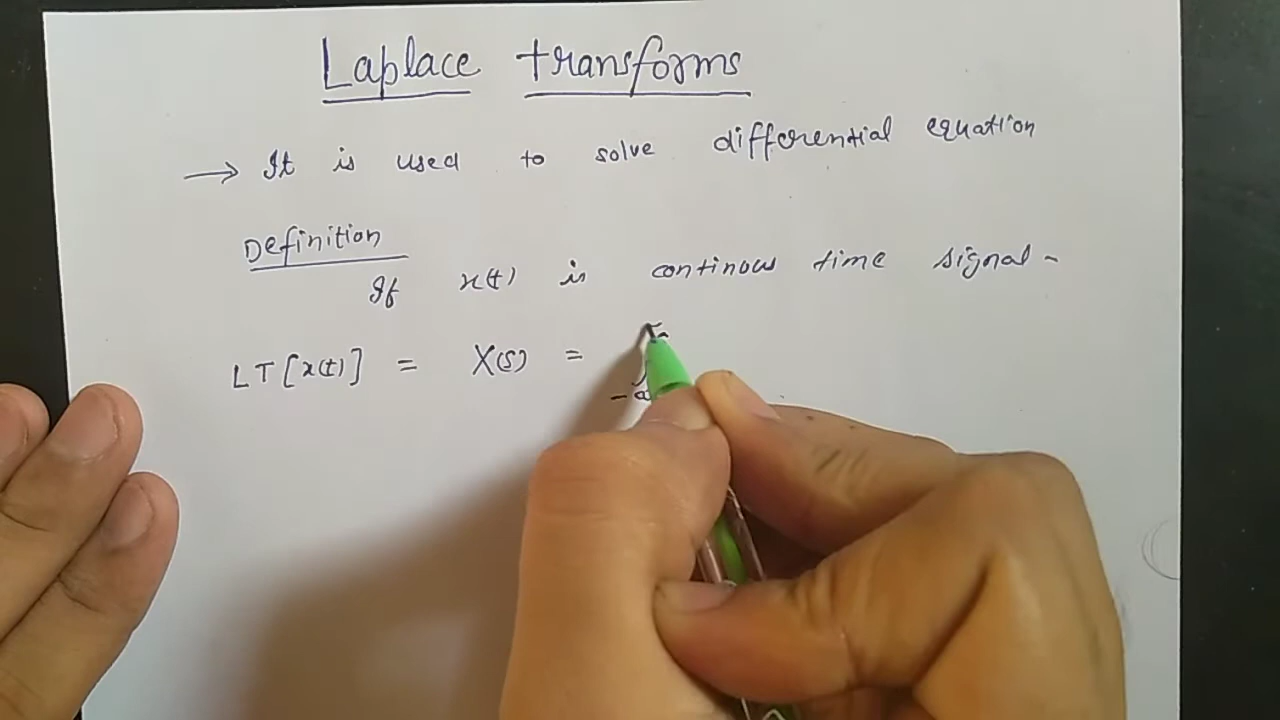 Laplace transforms
→ It is used to solve differential equation
Definition
If x(t) is continous time signal -
LT[x(t)] = X(s) = ∫
-∞